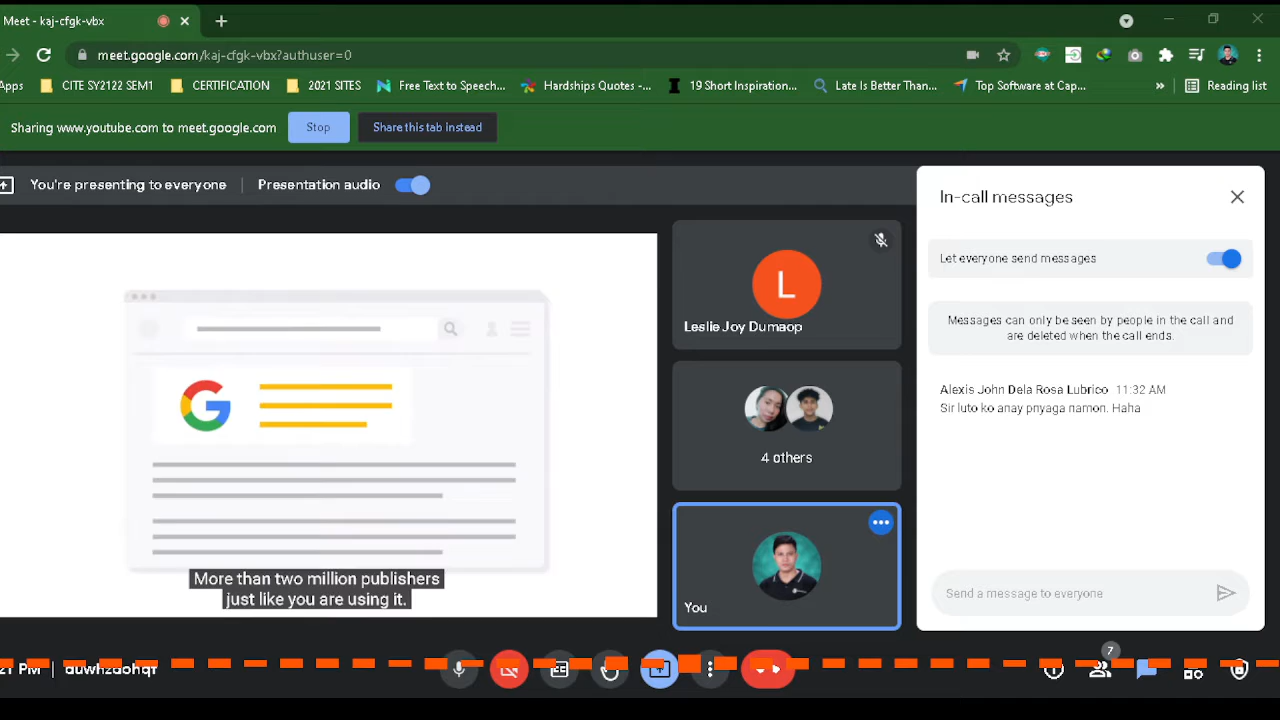 Meet - kaj-cfgk-vbx
meet.google.com/kaj-cfgk-vbx?authuser=0
Apps CITE SY2122 SEM1 CERTIFICATION 2021 SITES Free Text to Speech... Hardships Quotes -... 19 Short Inspiration... Late Is Better Than... Top Software at Cap... » Reading list
Sharing www.youtube.com to meet.google.com Stop Share this tab instead
You're presenting to everyone Presentation audio
In-call messages
Let everyone send messages
Messages can only be seen by people in the call and
are deleted when the call ends.
Alexis John Dela Rosa Lubrico 11:32 AM
Sir luto ko anay pnyaga namon. Haha
Send a message to everyone
L
Leslie Joy Dumaop
4 others
You
G
More than two million publishers
just like you are using it.
21 PM
7